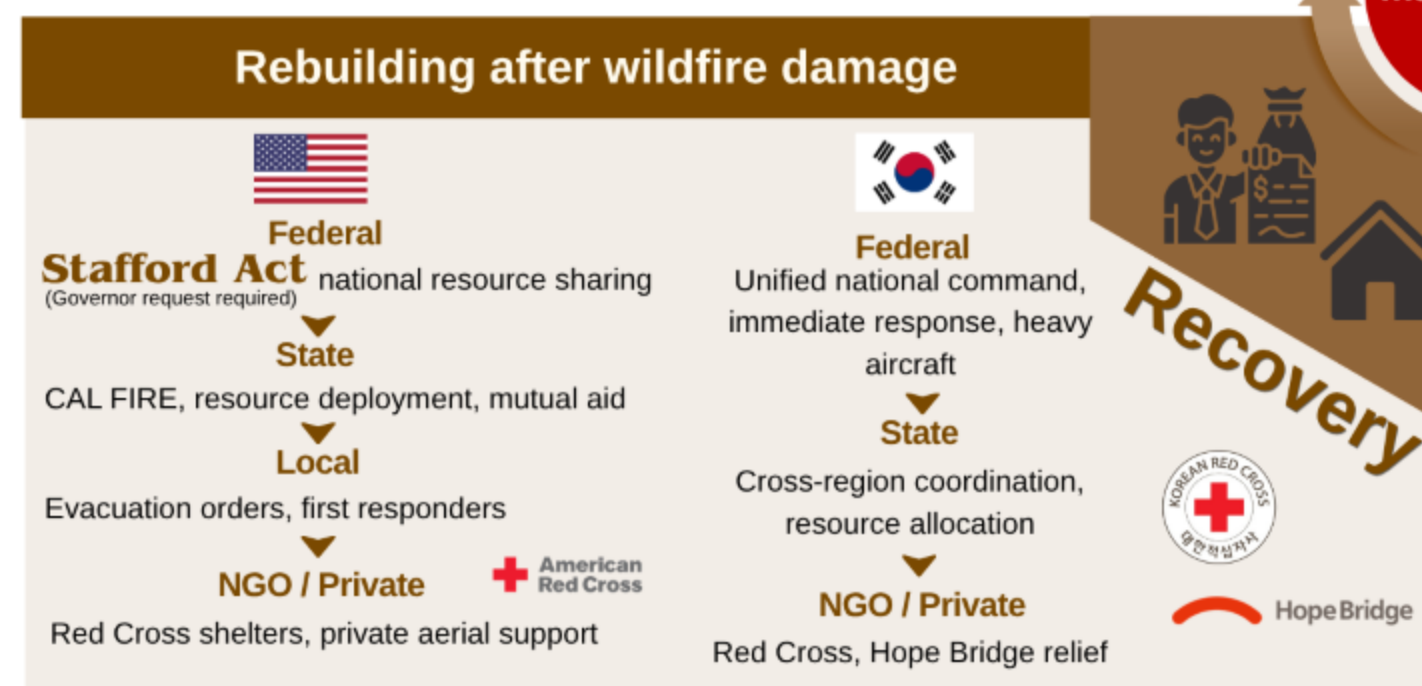 Rebuilding after wildfire damage
Federal
Stafford Act national resource sharing
(Governor request required)
State
CAL FIRE, resource deployment, mutual aid
Local
Evacuation orders, first responders
NGO / Private
American
Red Cross
Red Cross shelters, private aerial support
Federal
Unified national command,
immediate response, heavy
aircraft
State
Cross-region coordination,
resource allocation
NGO / Private
Red Cross, Hope Bridge relief
$
Recovery
KOREAN RED CROSS
대한적십자사
HopeBridge